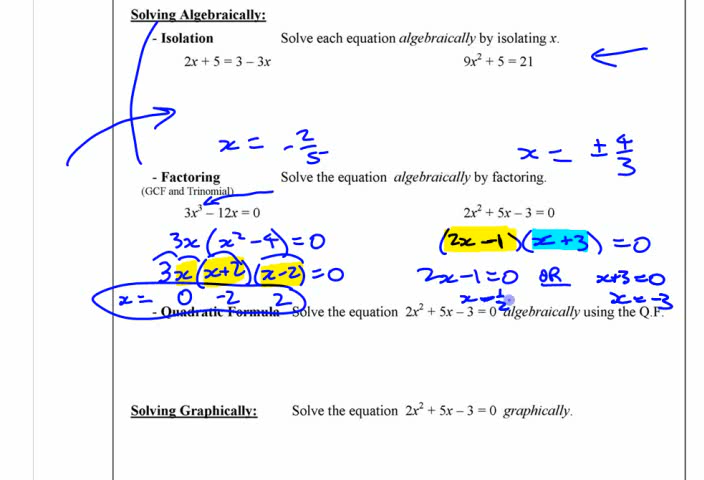 Solving Algebraically:
- Isolation Solve each equation algebraically by isolating x.
2x + 5 = 3 – 3x 9x² + 5 = 21
x = -2/5 x = ± 4/3
- Factoring Solve the equation algebraically by factoring.
(GCF and Trinomial)
3x³ – 12x = 0 2x² + 5x – 3 = 0
3x(x²-4)=0 (2x-1)(x+3)=0
3x(x+2)(x-2)=0 2x-1=0 OR x+3=0
x= 0 -2 2 x=1/2 x=-3
- Quadratic Formula Solve the equation 2x² + 5x – 3 = 0 algebraically using the Q.F.
Solving Graphically: Solve the equation 2x² + 5x – 3 = 0 graphically.